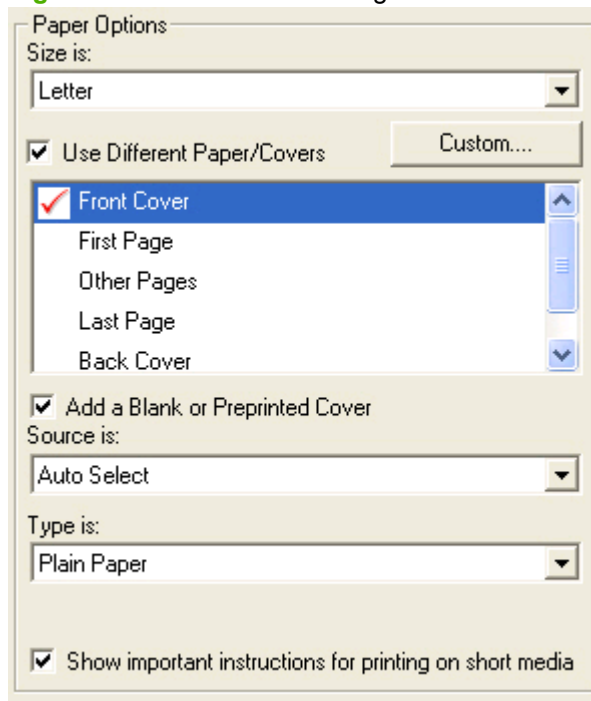 Paper Options
Size is:
Letter
Use Different Paper/Covers
Custom....
Front Cover
First Page
Other Pages
Last Page
Back Cover
Add a Blank or Preprinted Cover
Source is:
Auto Select
Type is:
Plain Paper
Show important instructions for printing on short media